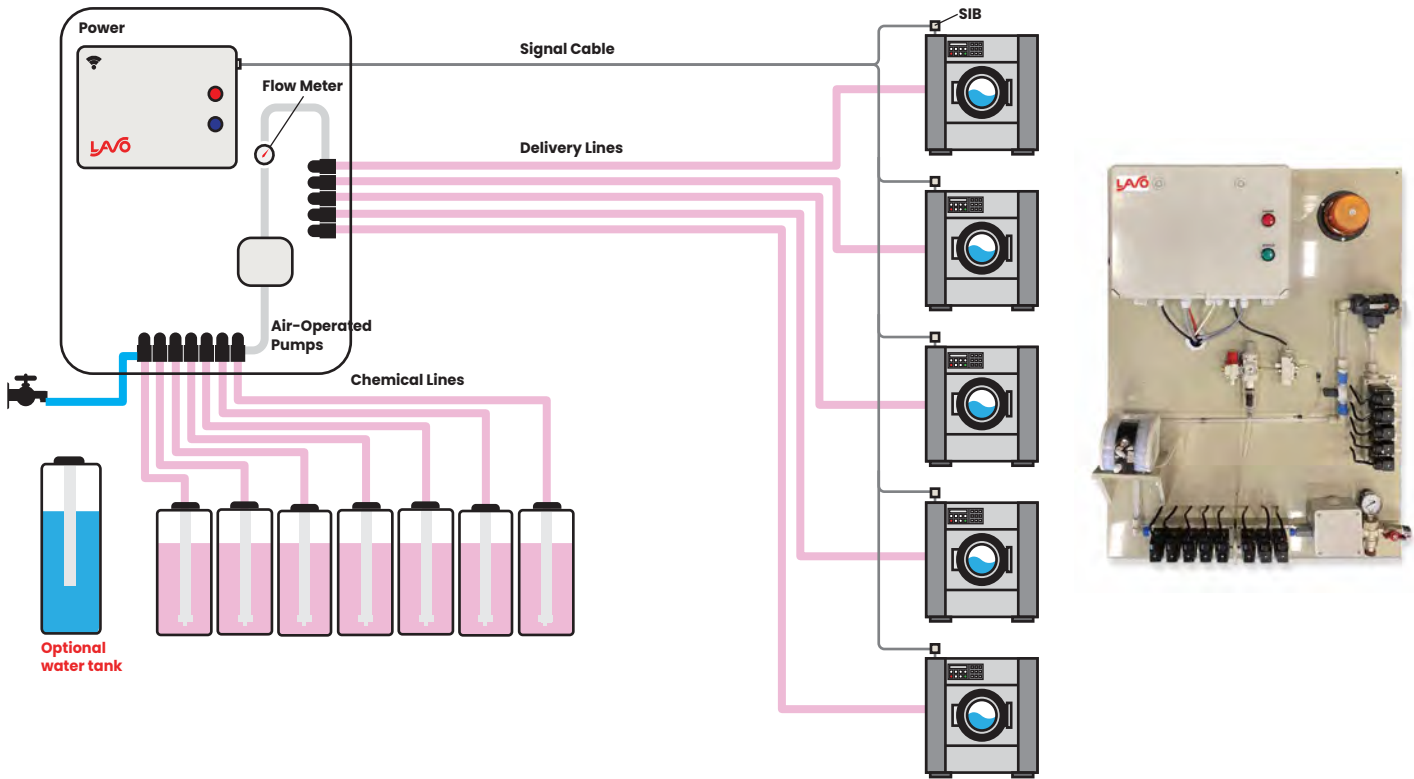 Power
SIB
Signal Cable
Flow Meter
LAVO
Delivery Lines
LAVO
Air-Operated
Pumps
Chemical Lines
Optional
water tank